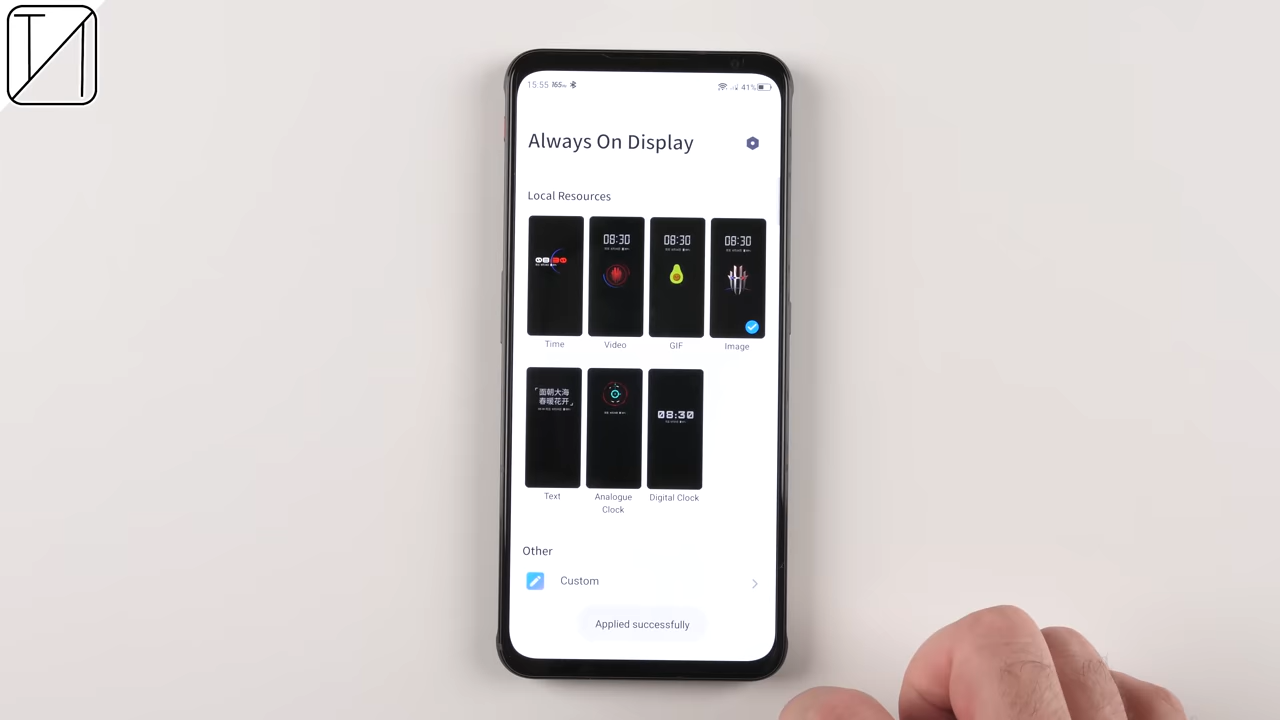 15:55 165Hz 41%
Always On Display
Local Resources
08:30
08:30
08:30
Time
Video
GIF
Image
面朝大海
春暖花开
08:30
Text
Analogue
Clock
Digital Clock
Other
Custom
Applied successfully